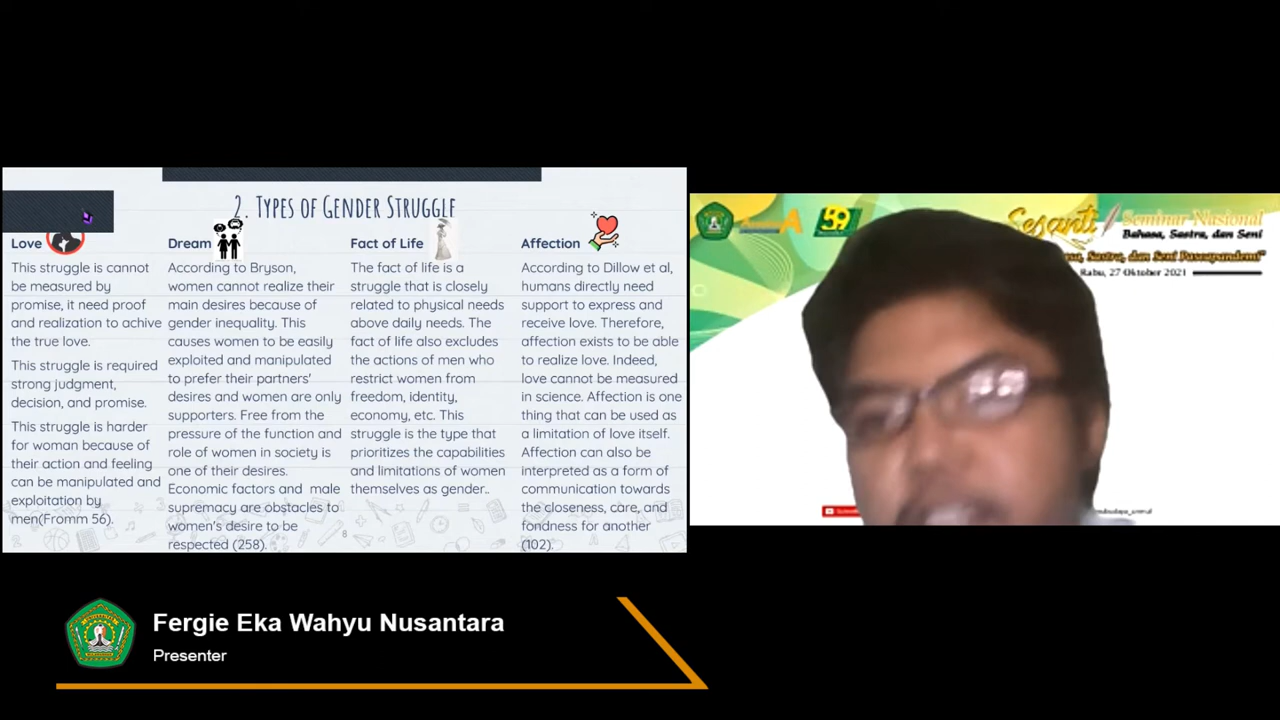 2. Types of Gender Struggle
Love
This struggle is cannot
be measured by
promise, it need proof
and realization to achive
the true love.
This struggle is required
strong judgment,
decision, and promise.
This struggle is harder
for woman because of
their action and feeling
can be manipulated and
exploitation by
men(Fromm 56).
Dream
According to Bryson,
women cannot realize their
main desires because of
gender inequality. This
causes women to be easily
exploited and manipulated
to prefer their partners'
desires and women are only
supporters. Free from the
pressure of the function and
role of women in society is
one of their desires.
Economic factors and male
supremacy are obstacles to
women's desire to be
respected (258).
Fact of Life
The fact of life is a
struggle that is closely
related to physical needs
above daily needs. The
fact of life also excludes
the actions of men who
restrict women from
freedom, identity,
economy, etc. This
struggle is the type that
prioritizes the capabilities
and limitations of women
themselves as gender..
Affection
According to Dillow et al,
humans directly need
support to express and
receive love. Therefore,
affection exists to be able
to realize love. Indeed,
love cannot be measured
in science. Affection is one
thing that can be used as
a limitation of love itself.
Affection can also be
interpreted as a form of
communication towards
the closeness, care, and
fondness for another
(102).
8
59
Sesanti / Seminar Nasional
Bahasa, Sastra, dan Seni
Sastra, dan Seni Pascapandemi"
Rabu, 27 Oktober 2021
Fergie Eka Wahyu Nusantara
Presenter